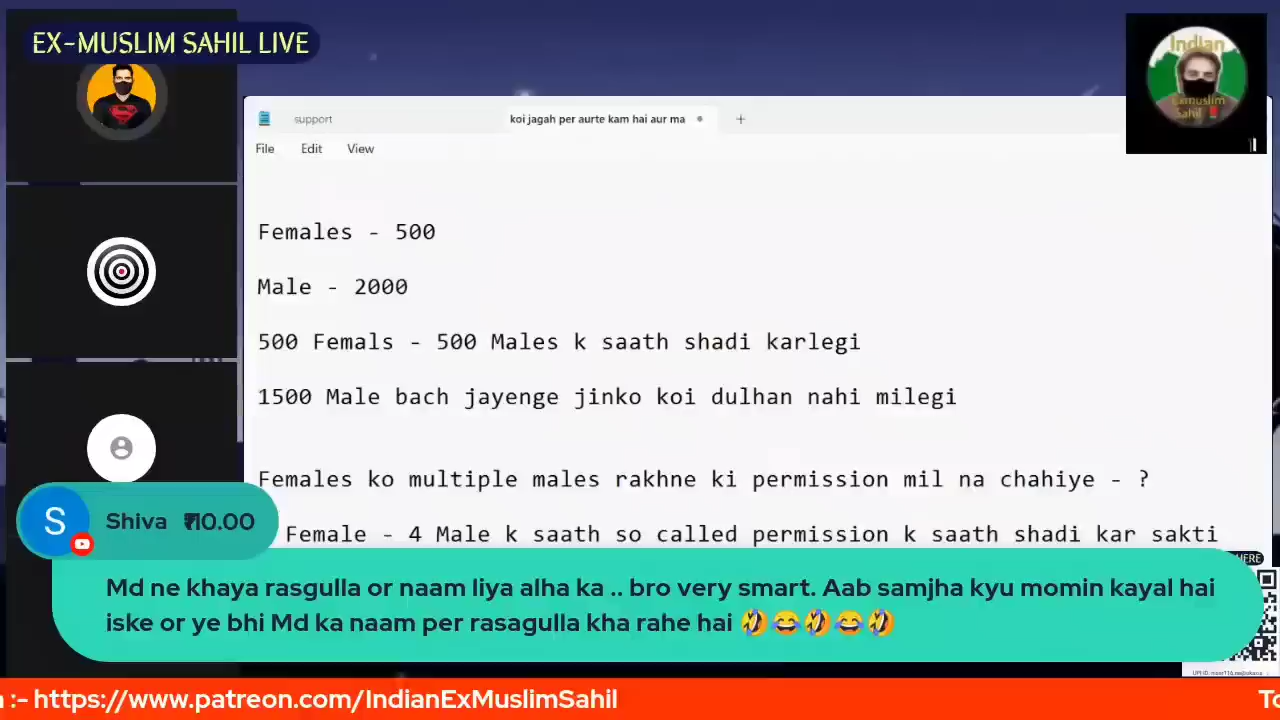 EX-MUSLIM SAHIL LIVE
Indian
Exmuslim
Sahil
support
koi jagah per aurte kam hai aur ma
File Edit View
Females - 500
Male - 2000
500 Femals - 500 Males k saath shadi karlegi
1500 Male bach jayenge jinko koi dulhan nahi milegi
Females ko multiple males rakhne ki permission mil na chahiye - ?
Female - 4 Male k saath so called permission k saath shadi kar sakti
Shiva ₹10.00
S
Md ne khaya rasgulla or naam liya alha ka .. bro very smart. Aab samjha kyu momin kayal hai
iske or ye bhi Md ka naam per rasagulla kha rahe hai 🤣😂🤣😂🤣
HERE
:- https://www.patreon.com/IndianExMuslimSahil
To